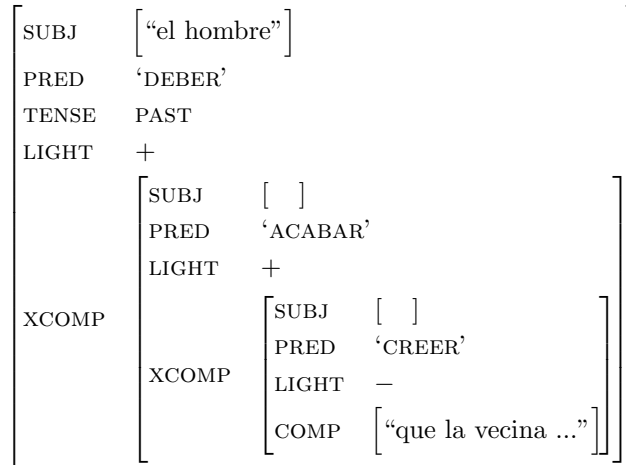 SUBJ [“el hombre”]
PRED ‘DEBER’
TENSE PAST
LIGHT +
SUBJ [ ]
PRED ‘ACABAR’
LIGHT +
XCOMP
SUBJ [ ]
PRED ‘CREER’
XCOMP
LIGHT −
COMP [“que la vecina ...”]